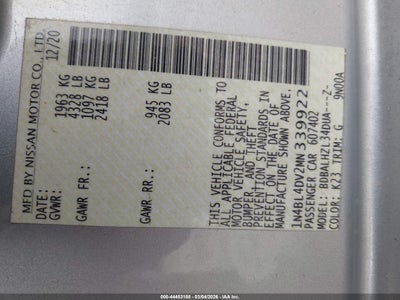 MFD BY NISSAN MOTOR CO., LTD.
DATE: 12/20
GVWR: 1963 KG
4328 LB
GAWR FR.: 1097 KG
2418 LB
GAWR RR.: 945 KG
2083 LB
THIS VEHICLE CONFORMS TO
ALL APPLICABLE FEDERAL
MOTOR VEHICLE SAFETY,
BUMPER, AND THEFT
PREVENTION STANDARDS IN
EFFECT ON THE DATE OF
MANUFACTURE SHOWN ABOVE.
1N4BL4DV2MN339922
PASSENGER CAR 6074D2
MODEL: BDBALHZL34DUA---Z-
COLOR: K23 TRIM: G 9W00A
000-44453188 - 03/04/2026 - IAA, Inc.